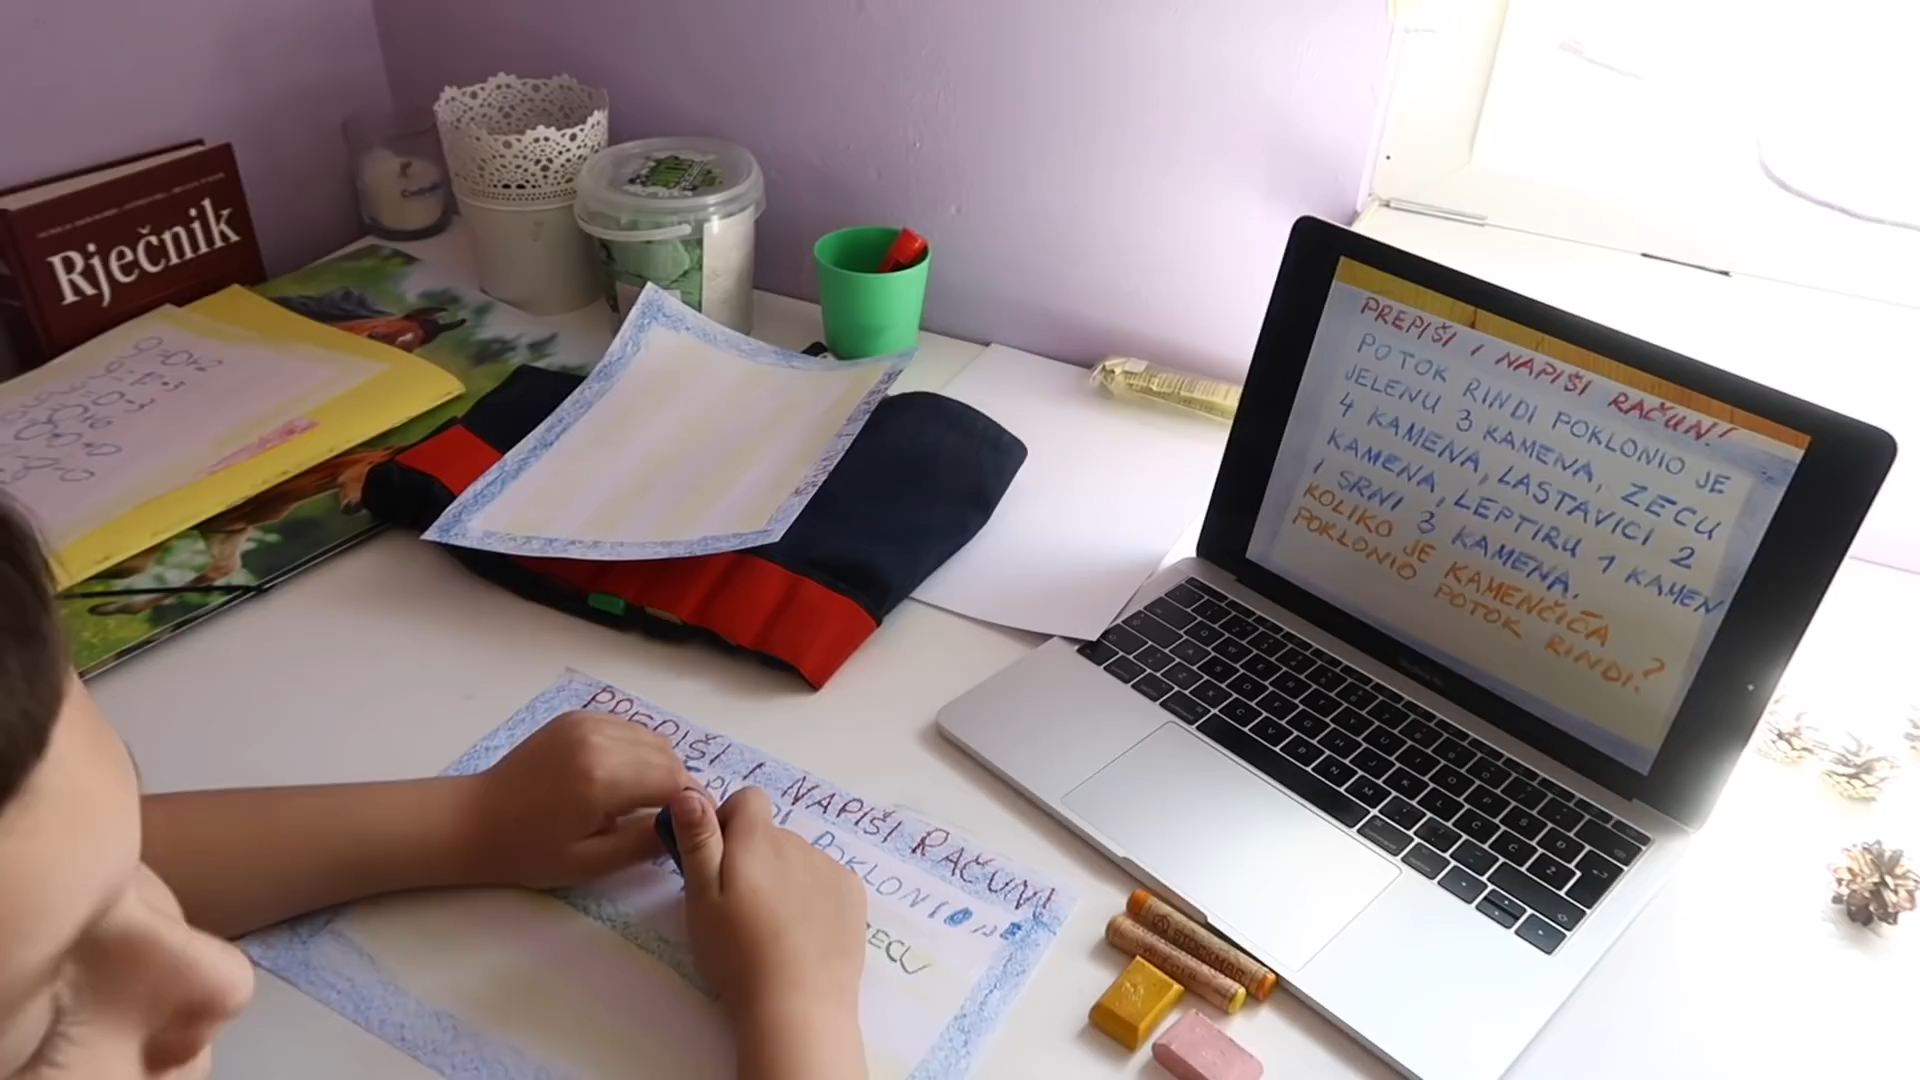 Rječnik
PREPIŠI I NAPIŠI RAČUN!
POTOK RINDI POKLONIO JE
JELENU 3 KAMENA, ZECU
4 KAMENA, LASTAVICI 2
KAMENA, LEPTIRU 1 KAMEN
I SRNI 3 KAMENA.
KOLIKO JE KAMENČIĆA
POKLONIO POTOK RINDI?
PREPIŠI I NAPIŠI RAČUN!
POKLONIO JE
ZECU
STOCKMAR